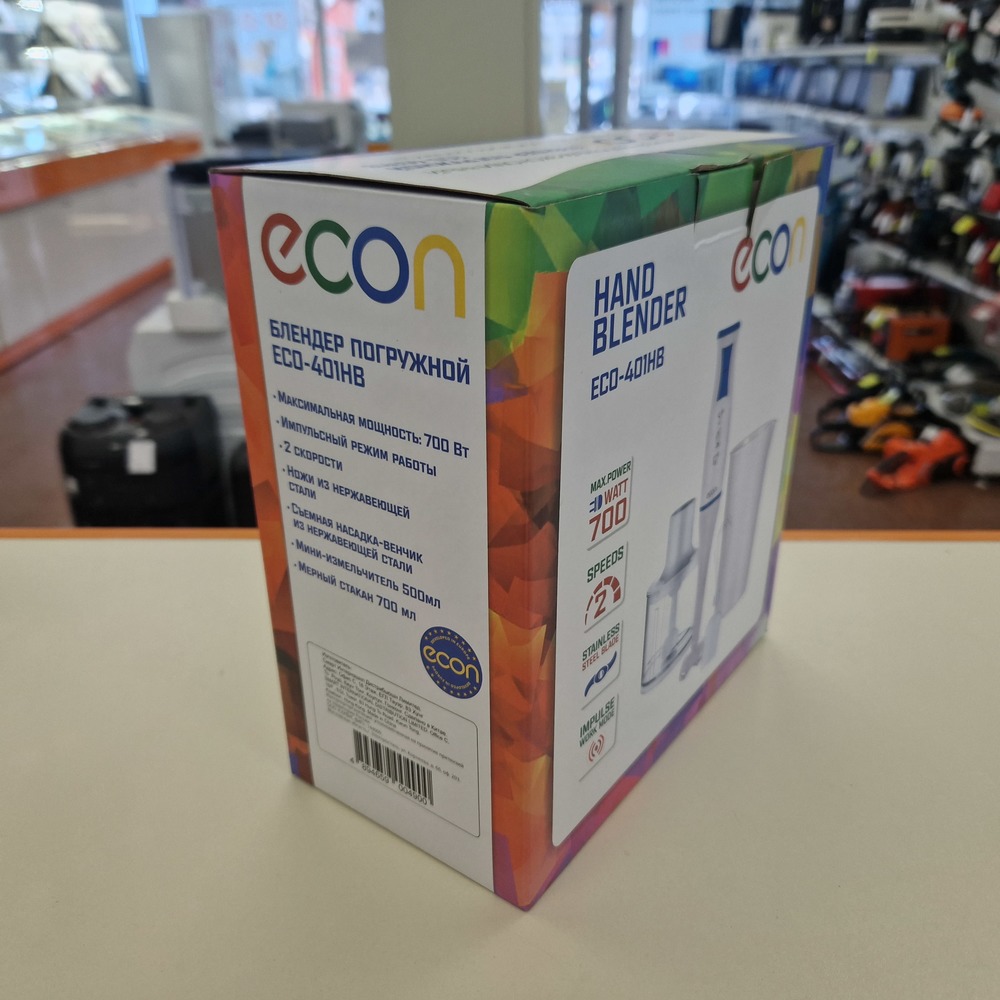 econ
БЛЕНДЕР ПОГРУЖНОЙ
ECO-401HB
• МАКСИМАЛЬНАЯ МОЩНОСТЬ: 700 ВТ
• ИМПУЛЬСНЫЙ РЕЖИМ РАБОТЫ
• 2 СКОРОСТИ
• НОЖИ ИЗ НЕРЖАВЕЮЩЕЙ
СТАЛИ
• СЪЕМНАЯ НАСАДКА-ВЕНЧИК
ИЗ НЕРЖАВЕЮЩЕЙ СТАЛИ
• МИНИ-ИЗМЕЛЬЧИТЕЛЬ 500МЛ
• МЕРНЫЙ СТАКАН 700 МЛ
econ
econ
HAND
BLENDER
ECO-401HB
MAX.POWER
WATT
700
SPEEDS
2
STAINLESS
STEEL BLADE
IMPULSE
WORK MODE